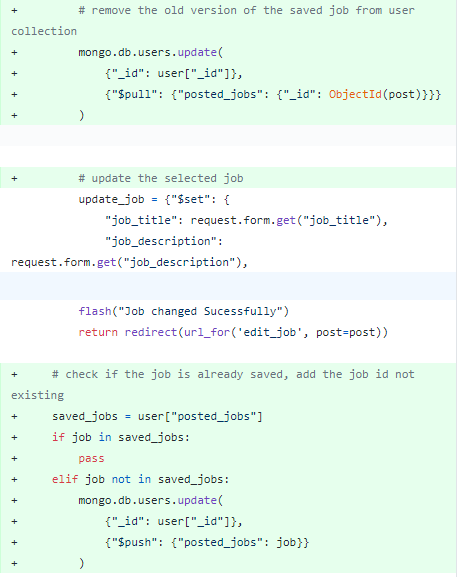 +         # remove the old version of the saved job from user
collection
+         mongo.db.users.update(
+             {"_id": user["_id"]},
+             {"$pull": {"posted_jobs": {"_id": ObjectId(post)}}}
+         )
+         # update the selected job
          update_job = {"$set": {
              "job_title": request.form.get("job_title"),
              "job_description":
request.form.get("job_description"),
          flash("Job changed Sucessfully")
          return redirect(url_for('edit_job', post=post))
+     # check if the job is already saved, add the job id not
existing
+     saved_jobs = user["posted_jobs"]
+     if job in saved_jobs:
+         pass
+     elif job not in saved_jobs:
+         mongo.db.users.update(
+             {"_id": user["_id"]},
+             {"$push": {"posted_jobs": job}}
+         )